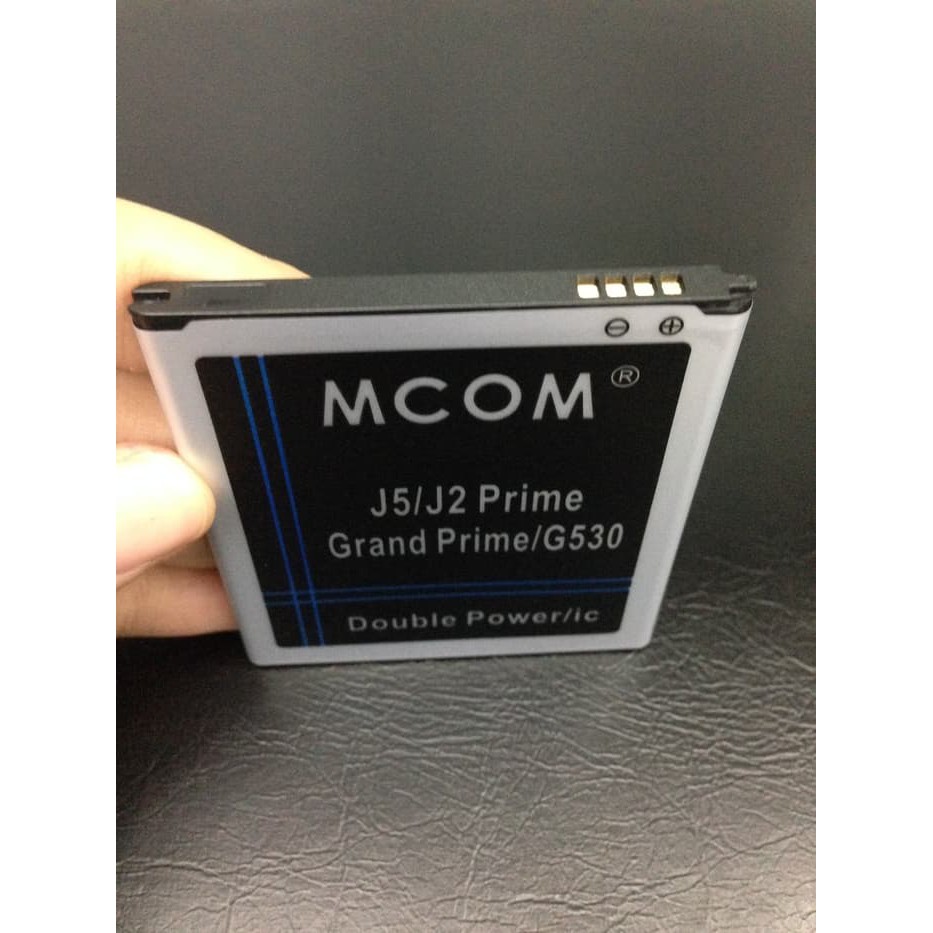 ⊖ ⊕
MCOM®
J5/J2 Prime
Grand Prime/G530
Double Power/ic